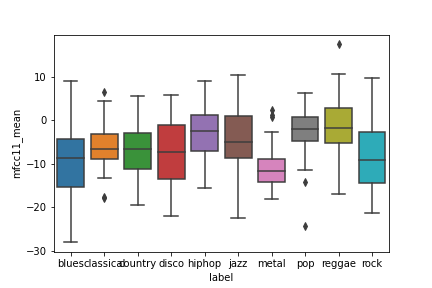 10
0
−10
−20
−30
mfcc11_mean
blues classical country disco hiphop jazz metal pop reggae rock
label